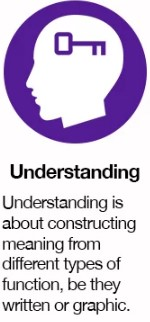 Understanding
Understanding is
about constructing
meaning from
different types of
function, be they
written or graphic.